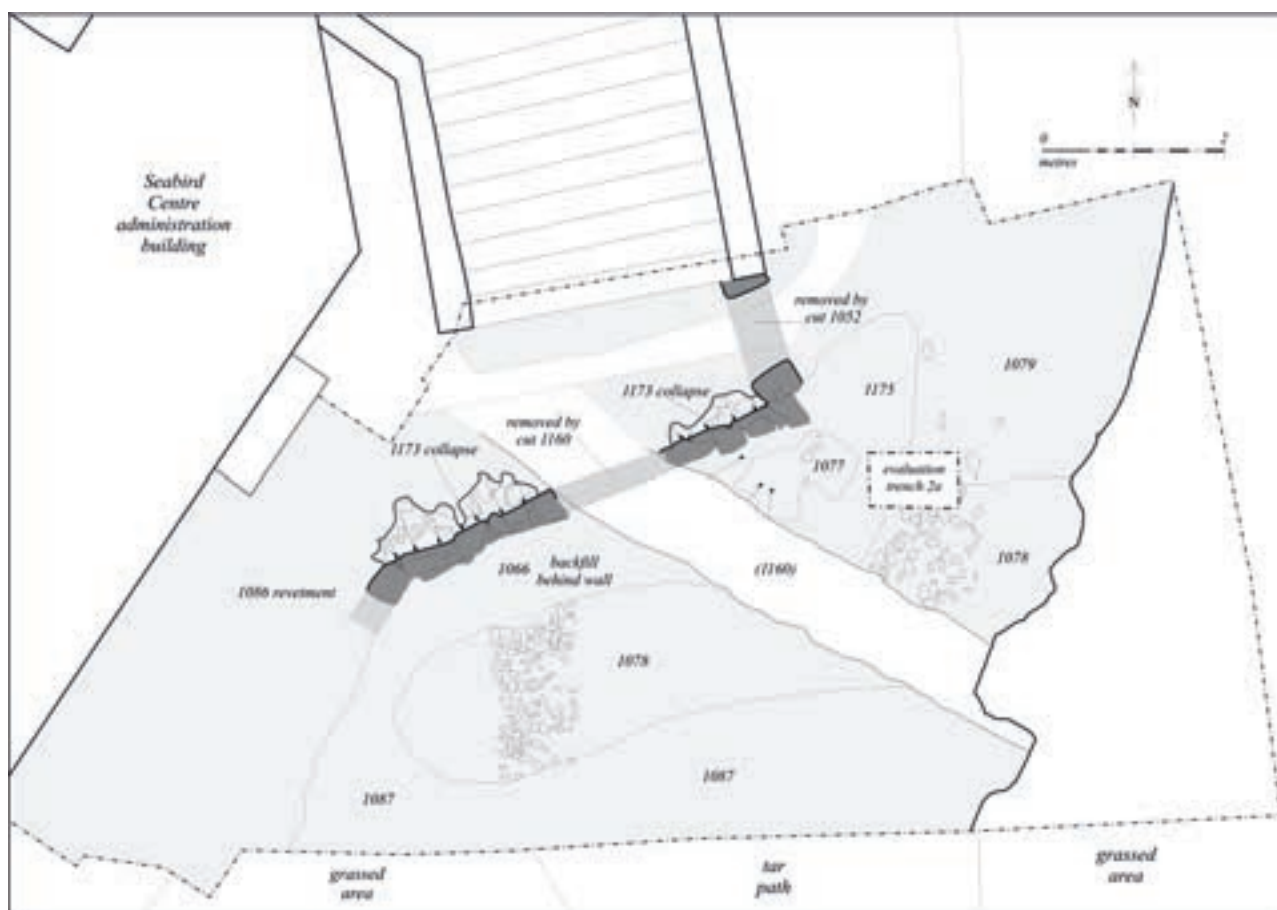 N
0
metres
Seabird
Centre
administration
building
removed by
cut 1052
1173 collapse
1175
1079
removed by
cut 1160
1173 collapse
1077
evaluation
trench 2a
1066 backfill
behind wall
(1160)
1078
1086 revetment
1078
1087
1087
grassed
area
tar
path
grassed
area